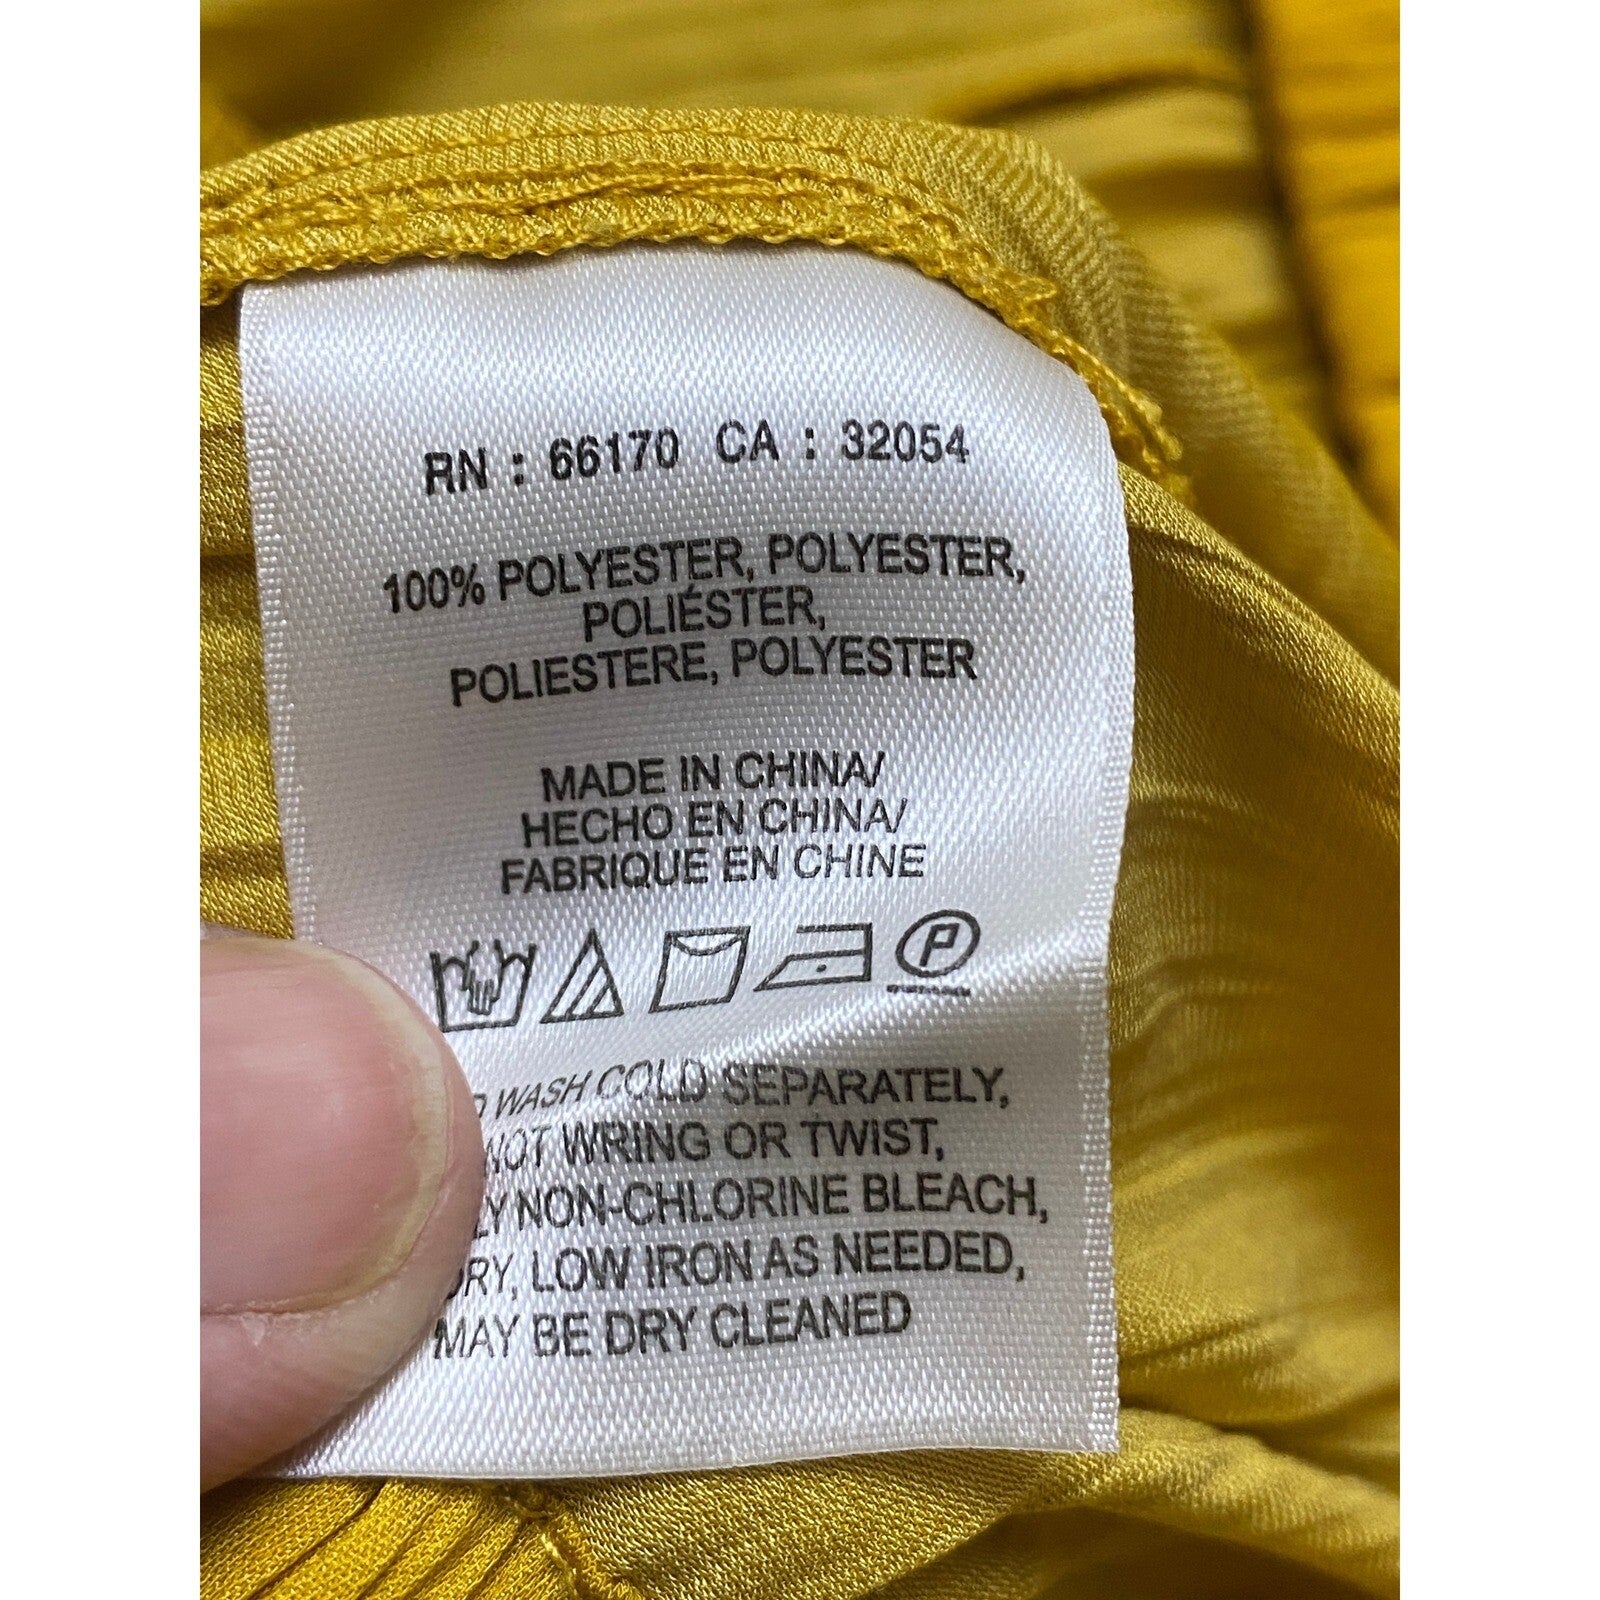 RN : 66170 CA : 32054
100% POLYESTER, POLYESTER,
POLIÉSTER,
POLIESTERE, POLYESTER
MADE IN CHINA/
HECHO EN CHINA/
FABRIQUE EN CHINE
P
WASH COLD SEPARATELY,
NOT WRING OR TWIST,
NON-CHLORINE BLEACH,
DRY, LOW IRON AS NEEDED,
MAY BE DRY CLEANED